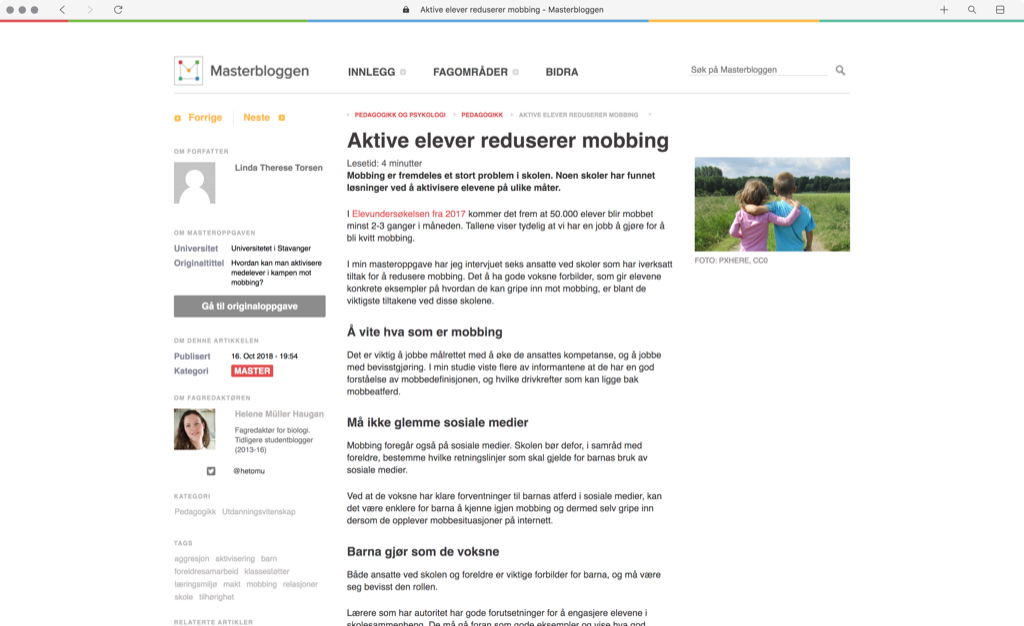 Aktive elever reduserer mobbing - Masterbloggen
Masterbloggen
INNLEGG
FAGOMRÅDER
BIDRA
Søk på Masterbloggen
Forrige
Neste
OM FORFATTER
Linda Therese Torsen
OM MASTEROPPGAVEN
Universitet Universitetet i Stavanger
Originaltittel Hvordan kan man aktivisere
medelever i kampen mot
mobbing?
Gå til originaloppgave
OM DENNE ARTIKKELEN
Publisert 16. Oct 2018 - 19:54
Kategori MASTER
OM FAGREDAKTØREN
Helene Müller Haugan
Fagredaktør for biologi.
Tidligere studentblogger
(2013-16)
@hetomu
KATEGORI
Pedagogikk Utdanningsvitenskap
TAGS
aggresjon aktivisering barn
foreldresamarbeid klassestøtter
læringsmiljø makt mobbing relasjoner
skole tilhørighet
RELATERTE ARTIKLER
PEDAGOGIKK OG PSYKOLOGI
PEDAGOGIKK
AKTIVE ELEVER REDUSERER MOBBING
Aktive elever reduserer mobbing
Lesetid: 4 minutter
Mobbing er fremdeles et stort problem i skolen. Noen skoler har funnet
løsninger ved å aktivisere elevene på ulike måter.
I Elevundersøkelsen fra 2017 kommer det frem at 50.000 elever blir mobbet
minst 2-3 ganger i måneden. Tallene viser tydelig at vi har en jobb å gjøre for å
bli kvitt mobbing.
I min masteroppgave har jeg intervjuet seks ansatte ved skoler som har iverksatt
tiltak for å redusere mobbing. Det å ha gode voksne forbilder, som gir elevene
konkrete eksempler på hvordan de kan gripe inn mot mobbing, er blant de
viktigste tiltakene ved disse skolene.
Å vite hva som er mobbing
Det er viktig å jobbe målrettet med å øke de ansattes kompetanse, og å jobbe
med bevisstgjøring. I min studie viste flere av informantene at de har en god
forståelse av mobbedefinisjonen, og hvilke drivkrefter som kan ligge bak
mobbeatferd.
Må ikke glemme sosiale medier
Mobbing foregår også på sosiale medier. Skolen bør defor, i samråd med
foreldre, bestemme hvilke retningslinjer som skal gjelde for barnas bruk av
sosiale medier.
Ved at de voksne har klare forventninger til barnas atferd i sosiale medier, kan
det være enklere for barna å kjenne igjen mobbing og dermed selv gripe inn
dersom de opplever mobbesituasjoner på internett.
Barna gjør som de voksne
Både ansatte ved skolen og foreldre er viktige forbilder for barna, og må være
seg bevisst den rollen.
Lærere som har autoritet har gode forutsetninger for å engasjere elevene i
skolesammenheng. De må gå foran som gode eksempler og vise hva god
FOTO: PXHERE, CC0